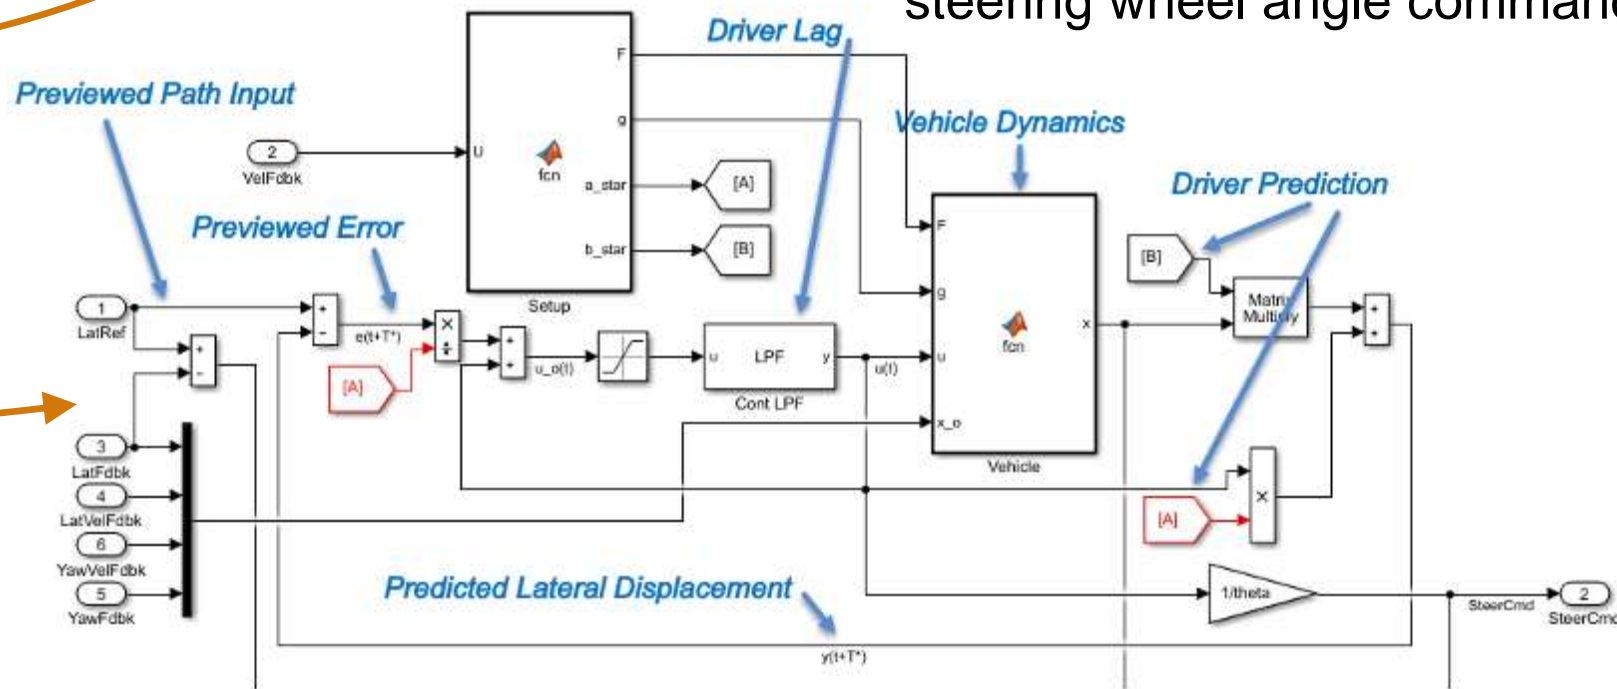 steering wheel angle comman
Driver Lag
Previewed Path Input
Vehicle Dynamics
Driver Prediction
Previewed Error
F
g
2
VelFdbk
U
fcn
a_star
[A]
b_star
[B]
Setup
1
LatRef
+
-
e(t+T*)
×
÷
[A]
+
-
+
+
u_o(t)
u
LPF
y
Cont LPF
u(t)
F
g
u
x_o
fcn
x
Vehicle
[B]
Matrix
Multiply
+
+
3
LatFdbk
4
LatVelFdbk
6
YawVelFdbk
5
YawFdbk
[A]
×
Predicted Lateral Displacement
1/theta
SteerCmd
2
SteerCmd
y(t+T*)